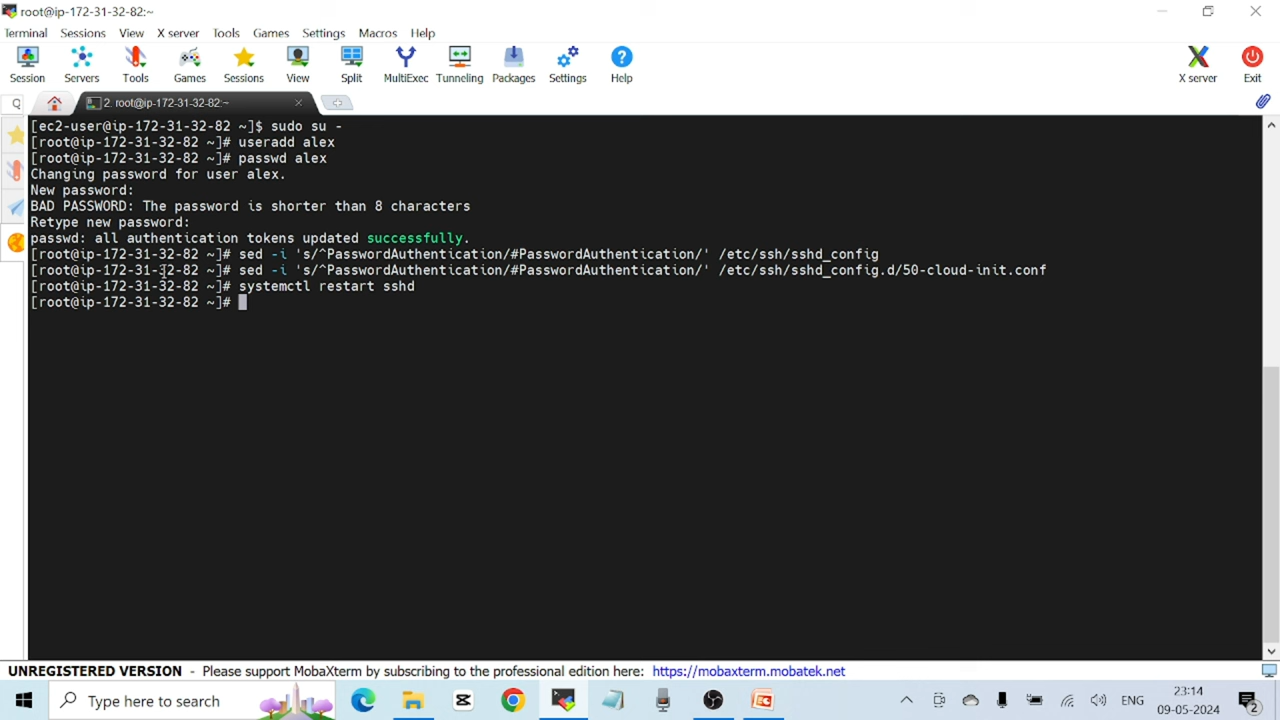 root@ip-172-31-32-82:~
Terminal Sessions View X server Tools Games Settings Macros Help
Session Servers Tools Games Sessions View Split MultiExec Tunneling Packages Settings Help X server Exit
2. root@ip-172-31-32-82:~
[ec2-user@ip-172-31-32-82 ~]$ sudo su -
[root@ip-172-31-32-82 ~]# useradd alex
[root@ip-172-31-32-82 ~]# passwd alex
Changing password for user alex.
New password:
BAD PASSWORD: The password is shorter than 8 characters
Retype new password:
passwd: all authentication tokens updated successfully.
[root@ip-172-31-32-82 ~]# sed -i 's/^PasswordAuthentication/#PasswordAuthentication/' /etc/ssh/sshd_config
[root@ip-172-31-32-82 ~]# sed -i 's/^PasswordAuthentication/#PasswordAuthentication/' /etc/ssh/sshd_config.d/50-cloud-init.conf
[root@ip-172-31-32-82 ~]# systemctl restart sshd
[root@ip-172-31-32-82 ~]#
UNREGISTERED VERSION - Please support MobaXterm by subscribing to the professional edition here: https://mobaxterm.mobatek.net
Type here to search
ENG
23:14
09-05-2024
2